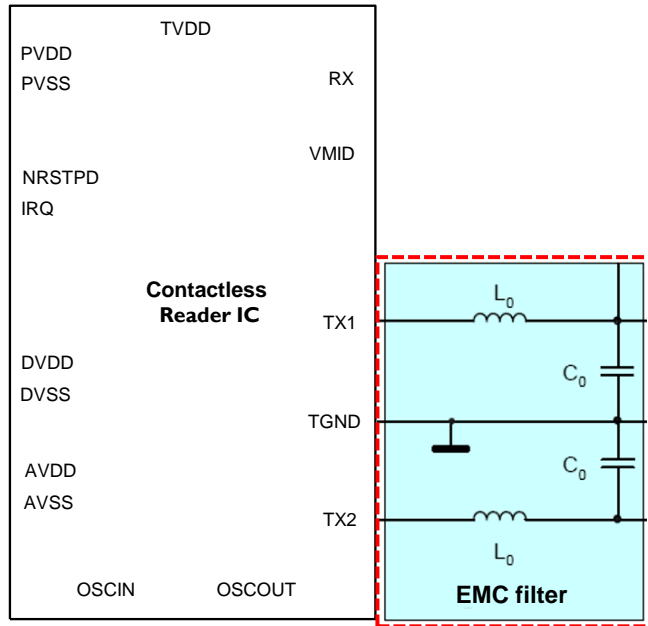 TVDD
PVDD
PVSS
RX
VMID
NRSTPD
IRQ
Contactless
Reader IC
TX1
L0
C0
DVDD
DVSS
TGND
C0
AVDD
AVSS
TX2
L0
OSCIN
OSCOUT
EMC filter